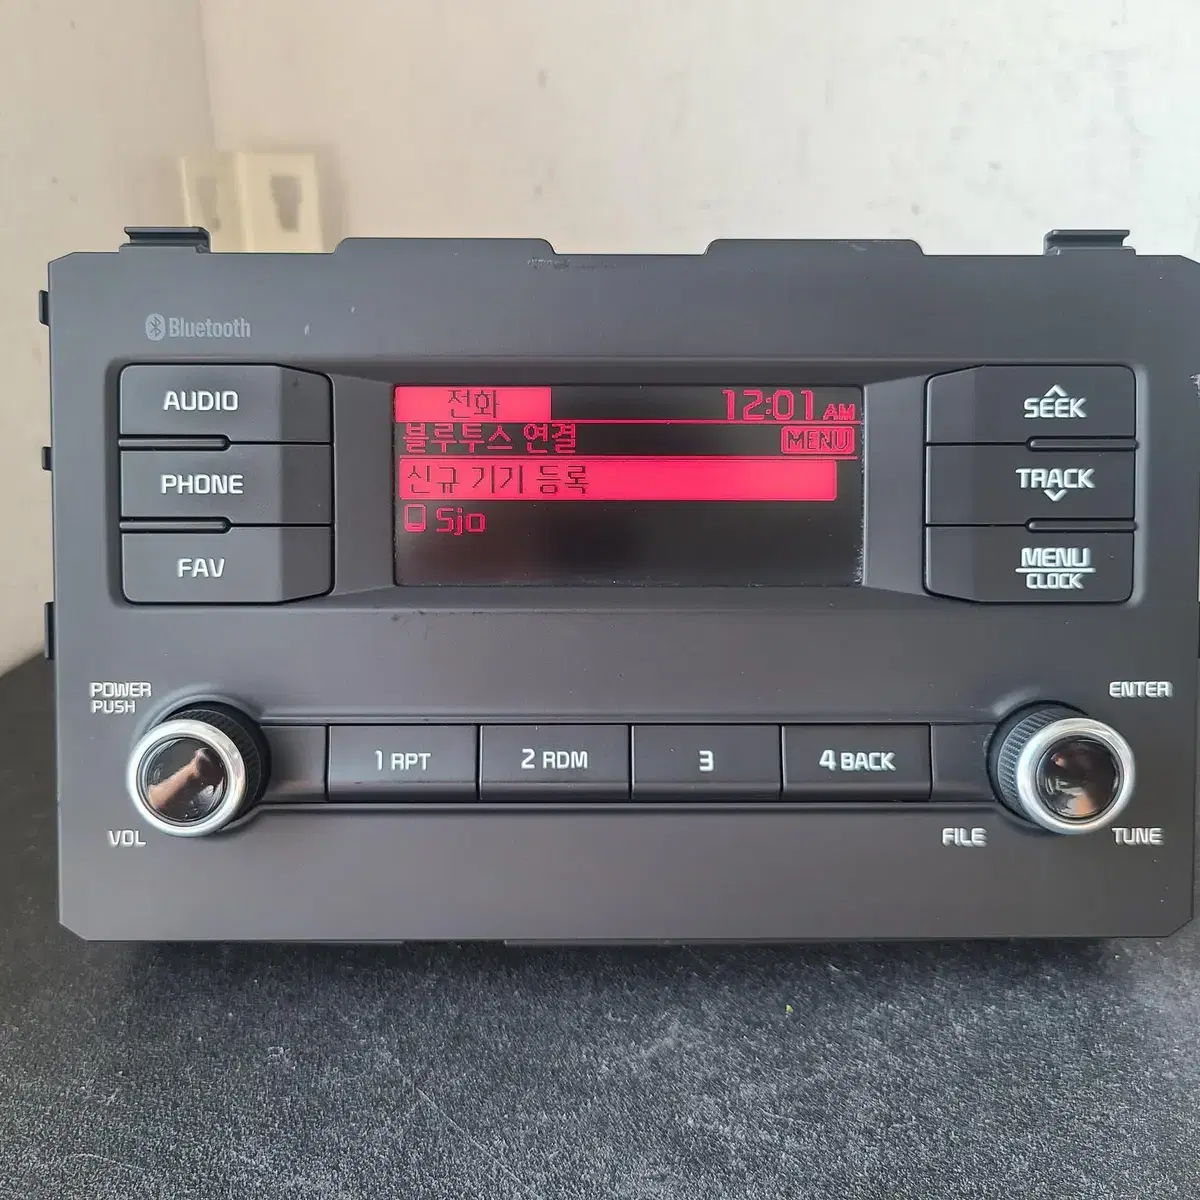 Bluetooth
AUDIO
PHONE
FAV
전화 12:01 AM
블루투스 연결 MENU
신규 기기 등록
Sjo
SEEK
TRACK
MENU
CLOCK
POWER
PUSH
VOL
1 RPT
2 RDM
3
4 BACK
ENTER
FILE
TUNE